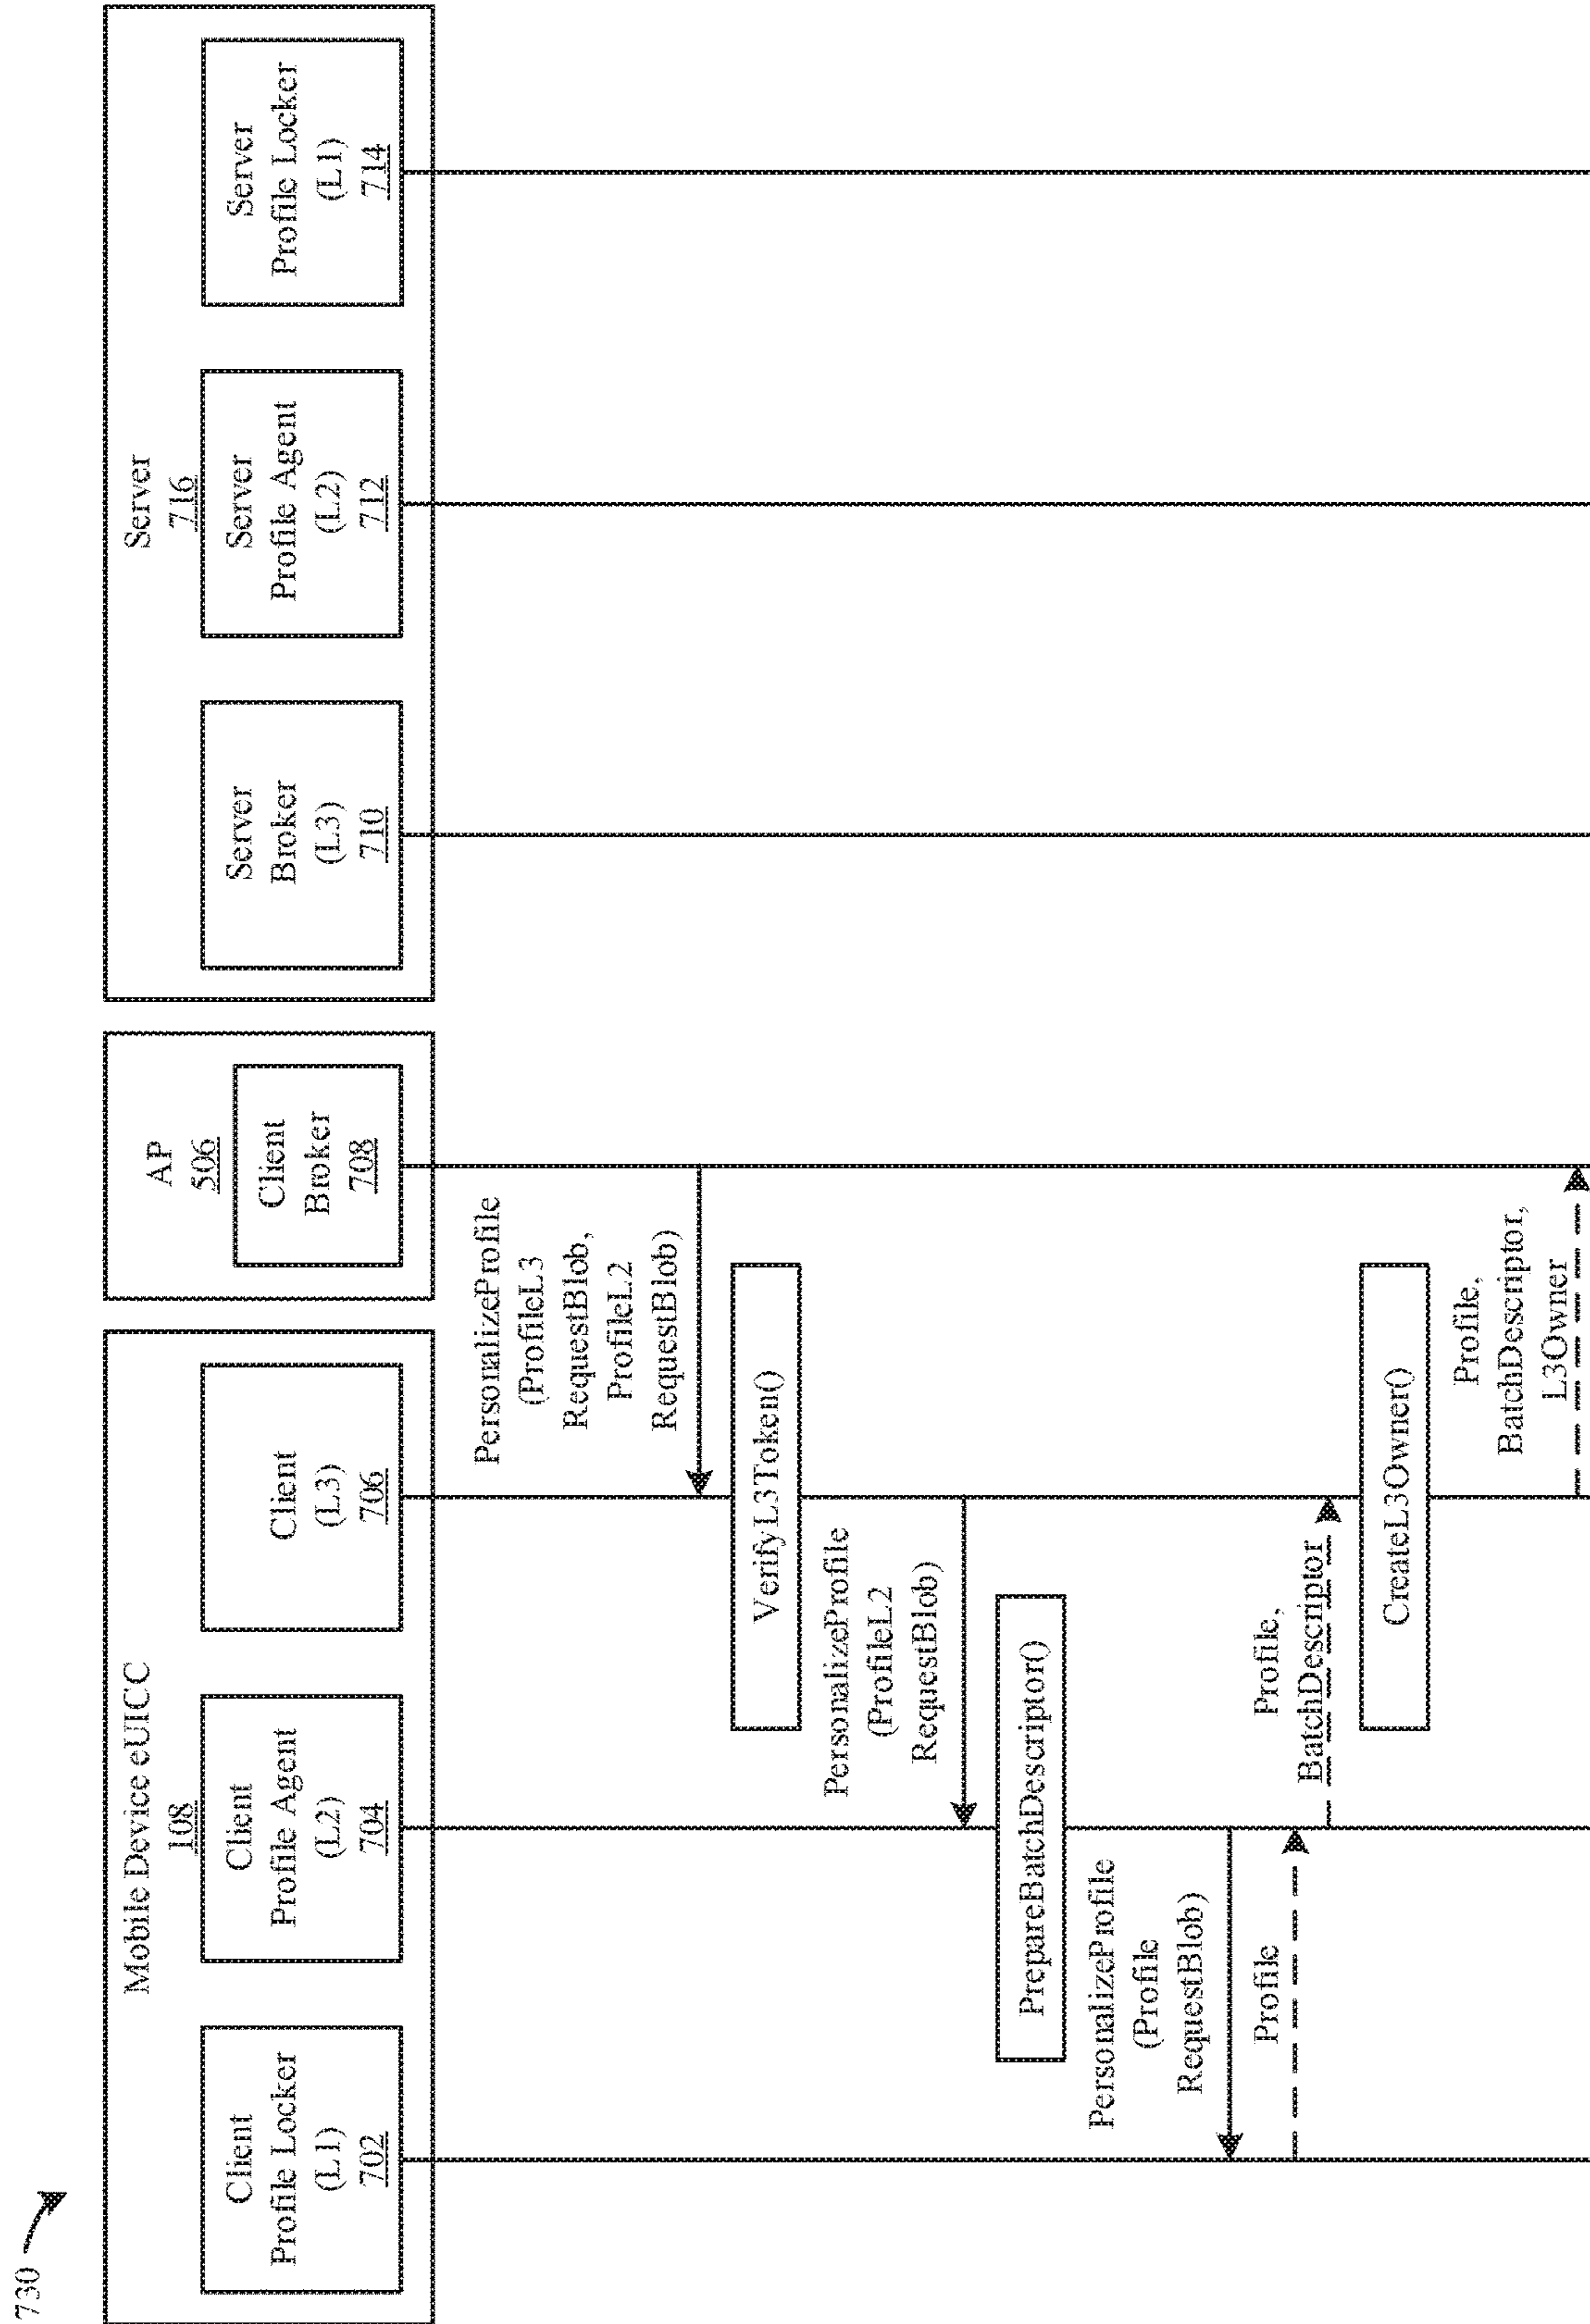 730
Mobile Device eUICC
108
Client
Profile Locker
(L1)
702
Client
Profile Agent
(L2)
704
Client
(L3)
706
AP
506
Client
Broker
708
Server
716
Server
Broker
(L3)
710
Server
Profile Agent
(L2)
712
Server
Profile Locker
(L1)
714
PersonalizeProfile
(ProfileL3
RequestBlob,
ProfileL2
RequestBlob)
VerifyL3Token()
PersonalizeProfile
(ProfileL2
RequestBlob)
PrepareBatchDescriptor()
PersonalizeProfile
(Profile
RequestBlob)
Profile
Profile,
BatchDescriptor
CreateL3Owner()
Profile,
BatchDescriptor,
L3Owner